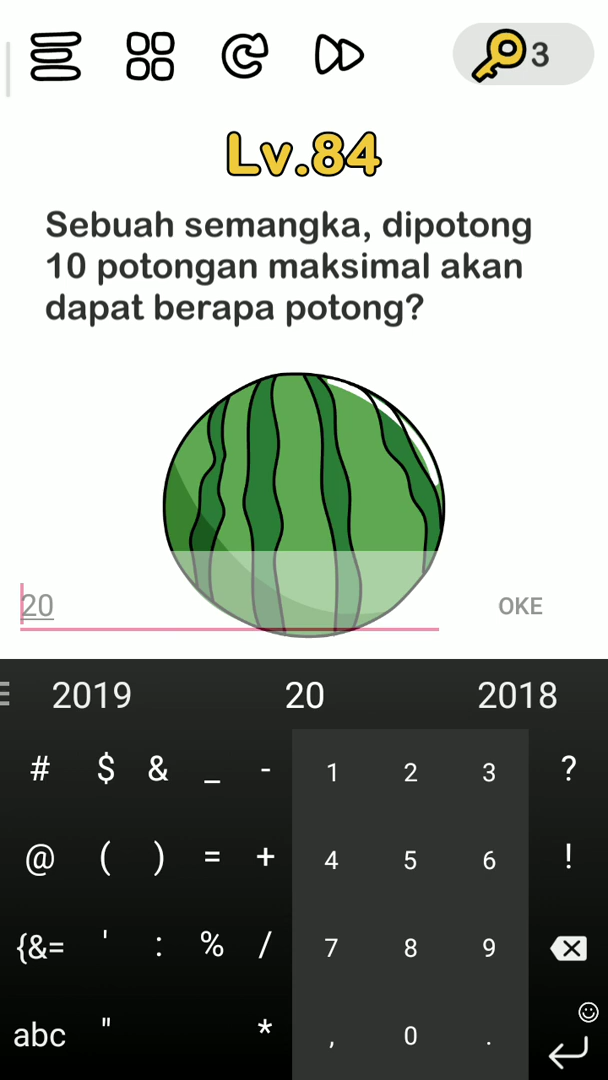 3
Lv.84
Sebuah semangka, dipotong
10 potongan maksimal akan
dapat berapa potong?
20 OKE
2019 20 2018
# $ & _ - 1 2 3 ?
@ ( ) = + 4 5 6 !
{&= ' : % / 7 8 9
abc " * , 0 .